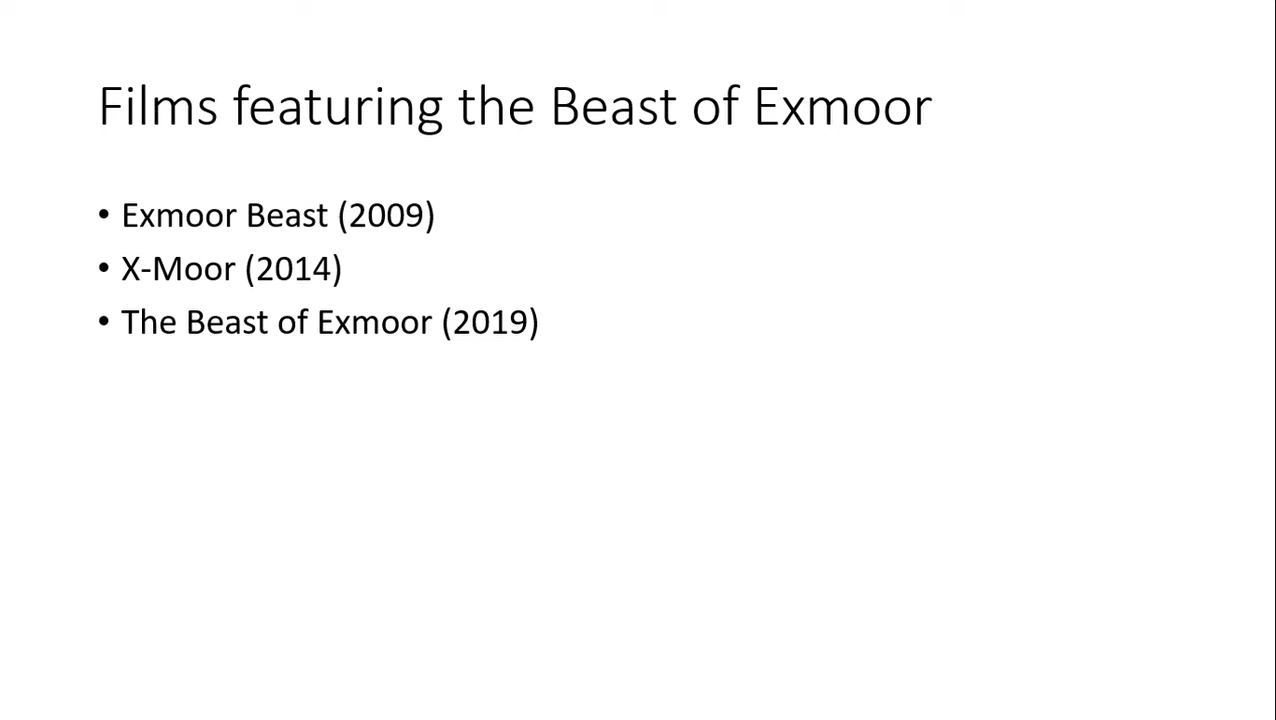 Films featuring the Beast of Exmoor
• Exmoor Beast (2009)
• X-Moor (2014)
• The Beast of Exmoor (2019)